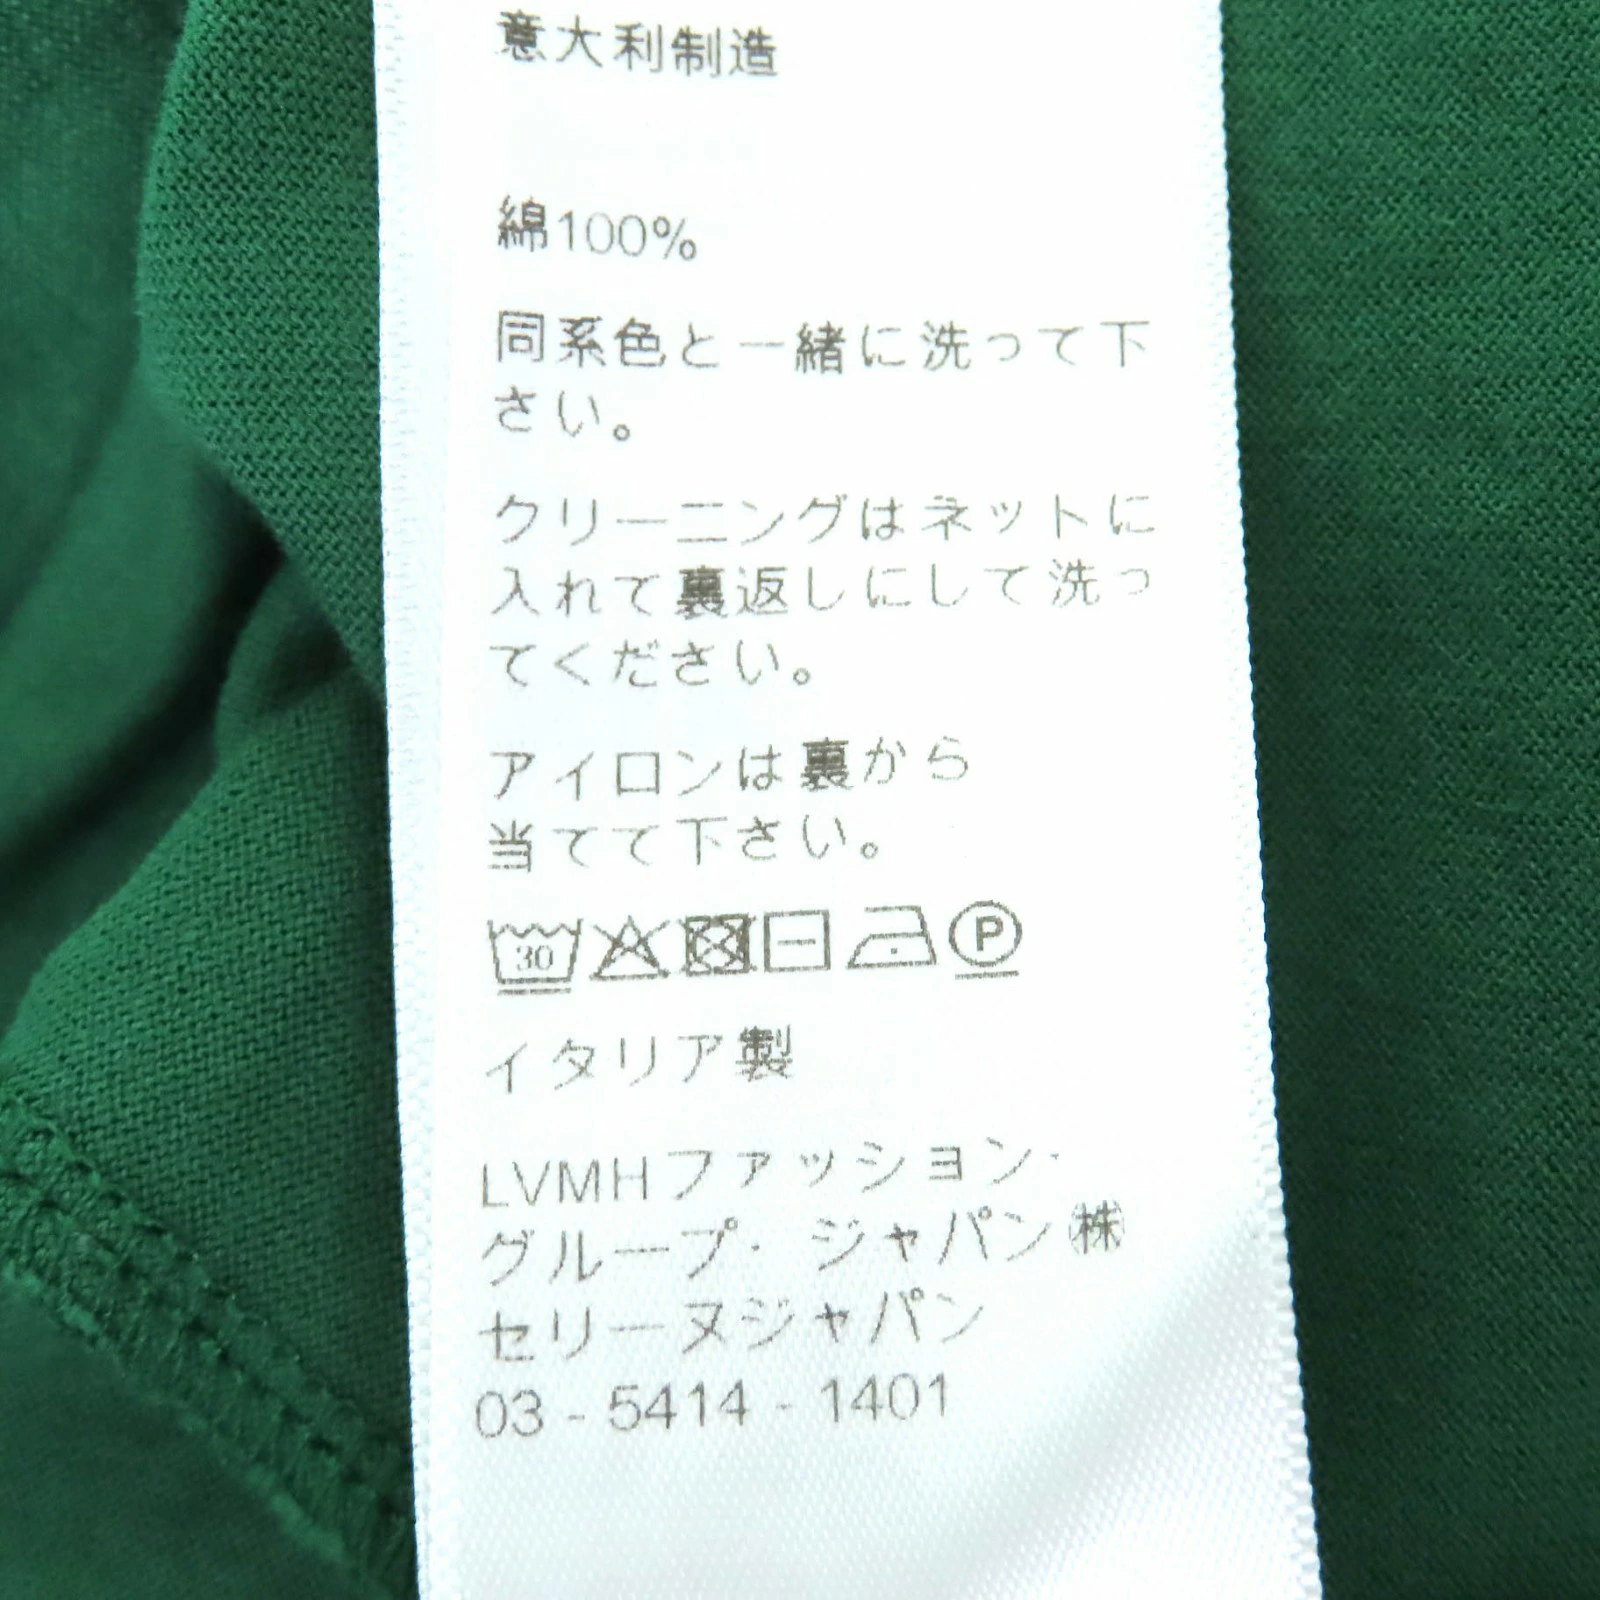 意大利制造
綿100%
同系色と一緒に洗って下
さい。
クリーニングはネットに
入れて裏返しにして洗っ
てください。
アイロンは裏から
当てて下さい。
30 P
イタリア製
LVMHファッション·
グループ· ジャパン㈱
セリーヌジャパン
03 - 5414 - 1401